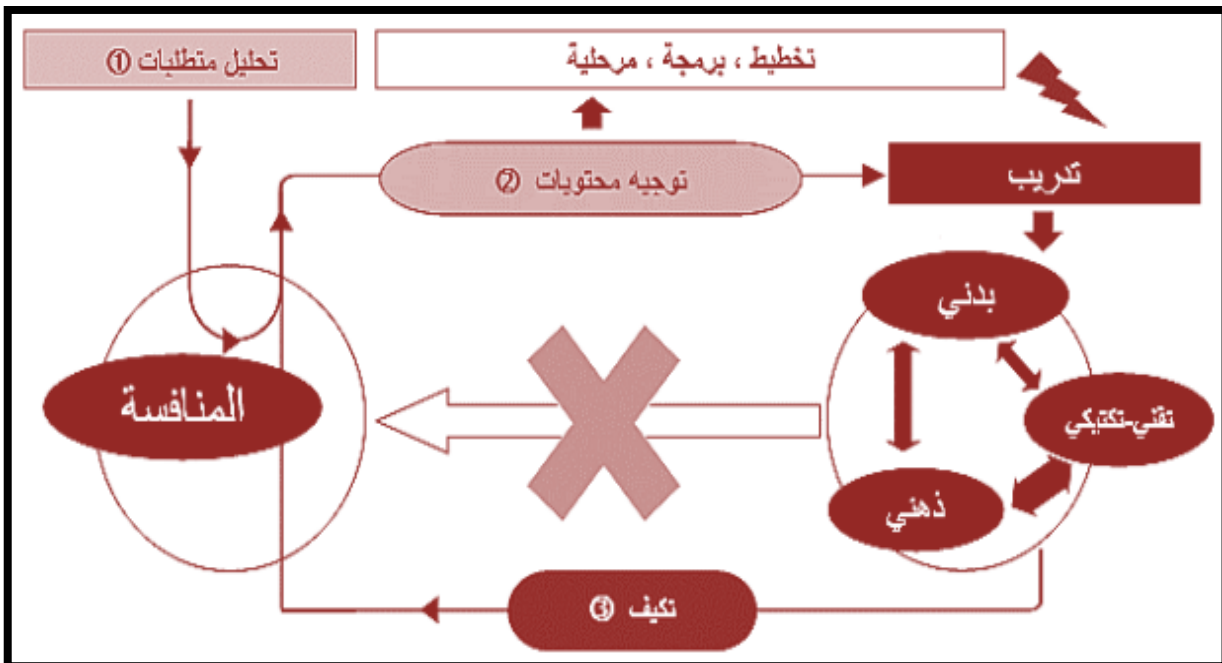 تحليل متطلبات ①
تخطيط ، برمجة ، مرحلية
توجيه محتويات ②
تدريب
بدني
المنافسة
تقني-تكتيكي
ذهني
تكيف ③